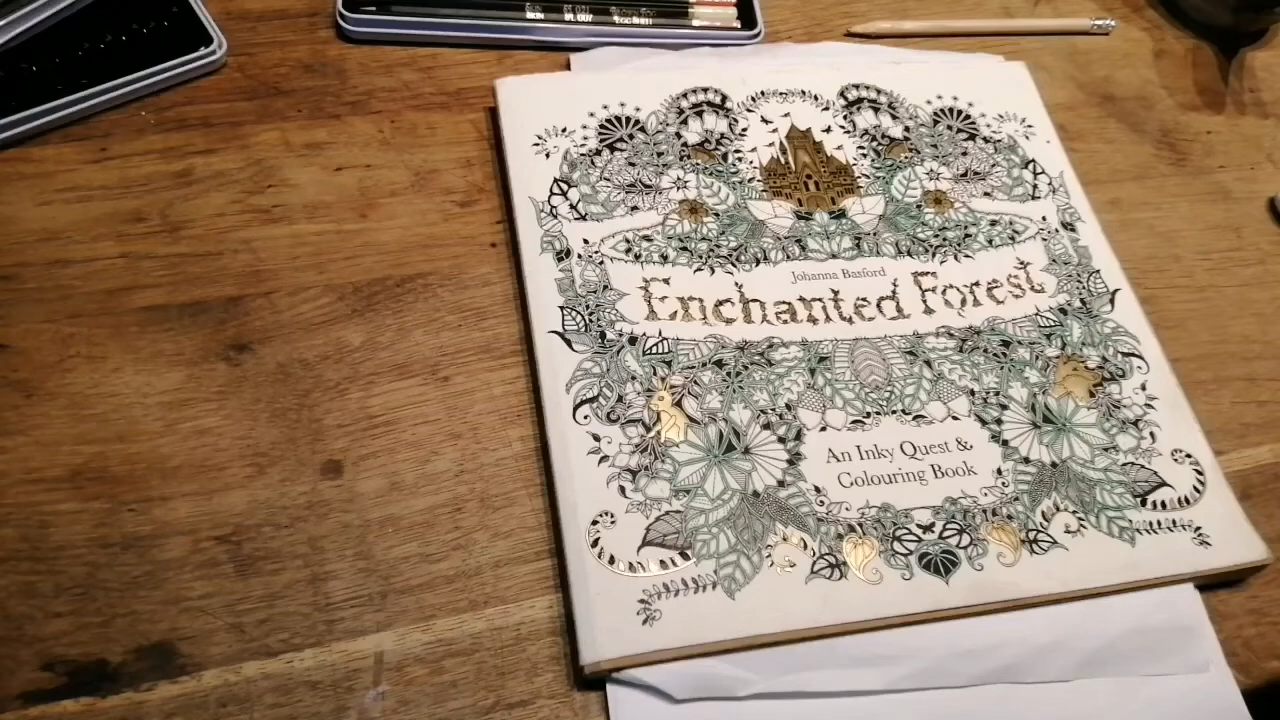 Johanna Basford
Enchanted Forest
An Inky Quest &
Colouring Book